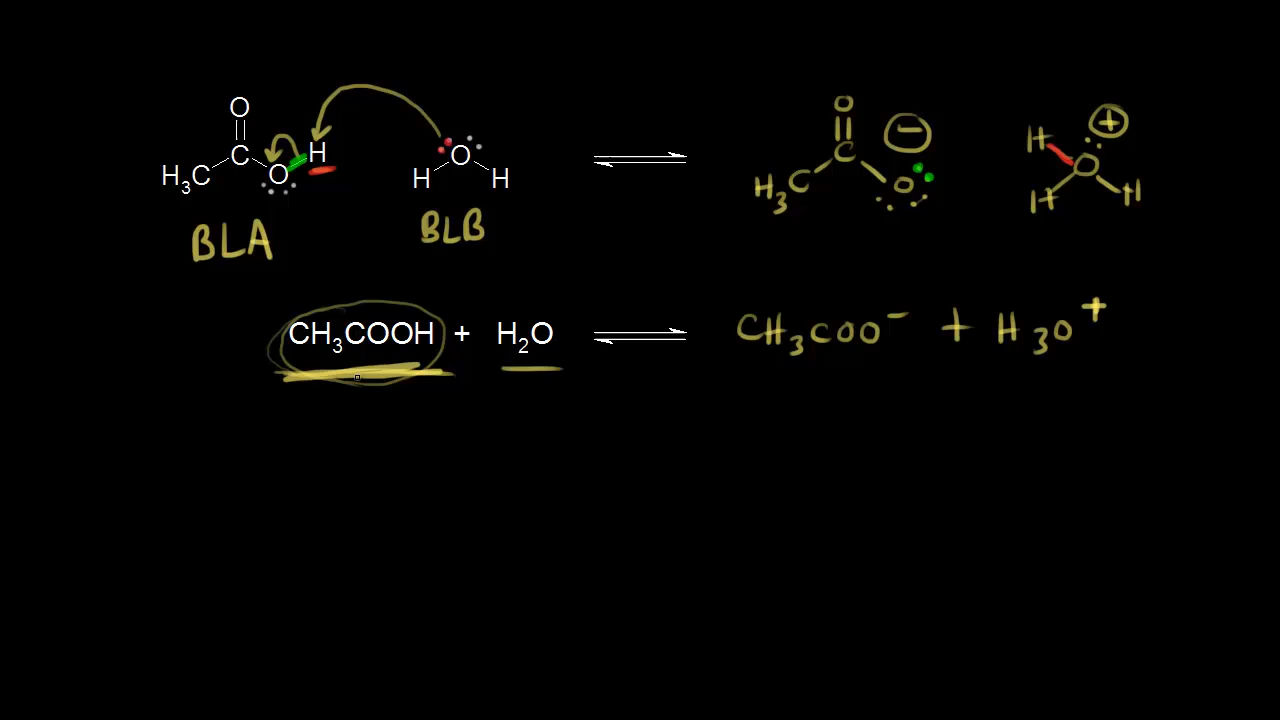 O H O O ⊖ H ⊕
H₃C C O H H ⇌ H₃C C O H O H
BLA BLB
CH₃COOH + H₂O ⇌ CH₃COO⁻ + H₃O⁺